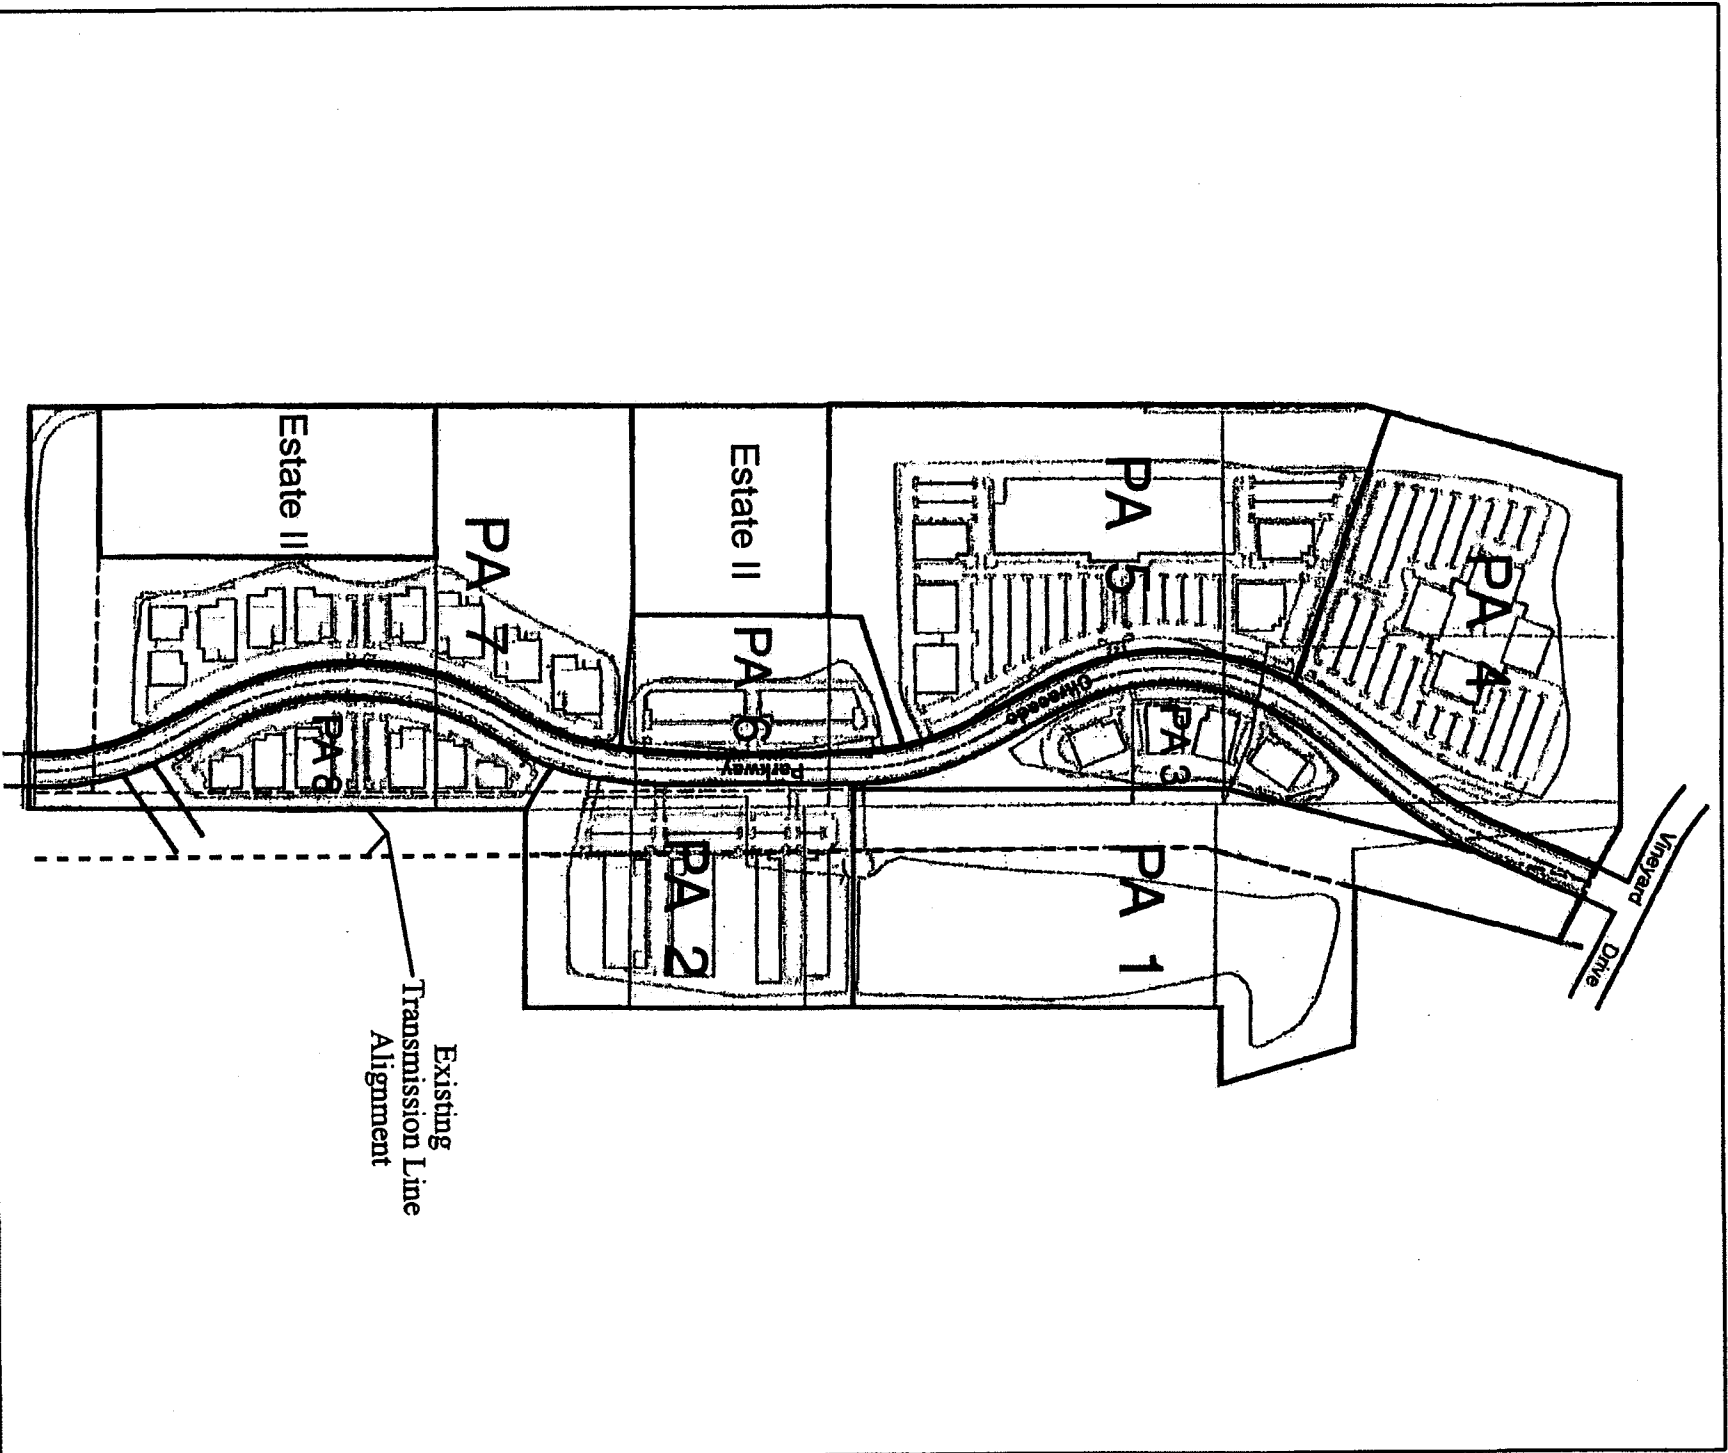 Vineyard Drive
PA 4
PA 5
PA 3
PA 1
Citracado Parkway
Estate II
PA 6
PA 2
PA 7
Existing
Transmission Line
Alignment
Estate II
PA 8